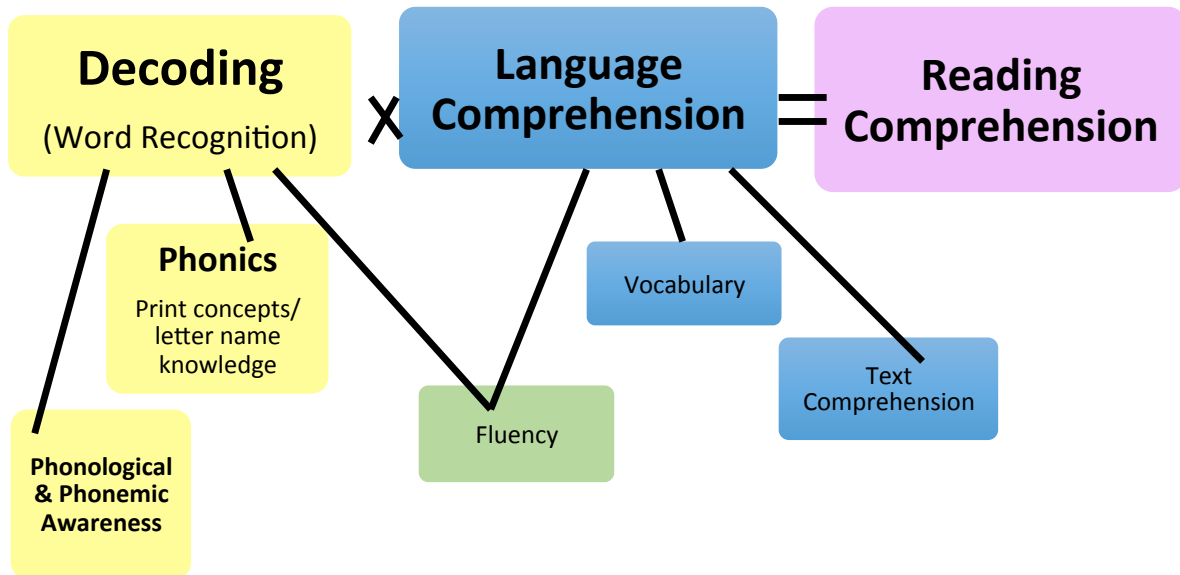 Decoding
(Word Recognition)
X
Language
Comprehension
=
Reading
Comprehension
Phonics
Print concepts/
letter name
knowledge
Vocabulary
Text
Comprehension
Fluency
Phonological
& Phonemic
Awareness